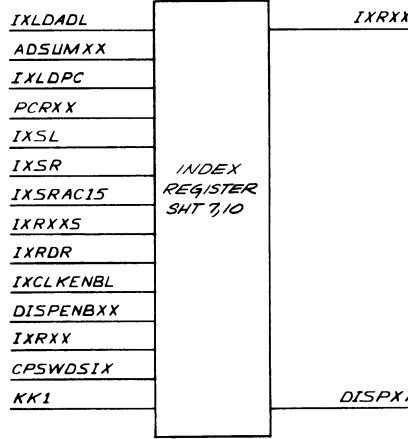 IXLDADL
ADSUMXX
IXLDPC
PCRXX
IXSL
IXSR
IXSRAC15
IXRXXS
IXRDR
IXCLKENBL
DISPENBXX
IXRXX
CPSWDSIX
KK1
INDEX
REGISTER
SHT 7,10
IXRXX